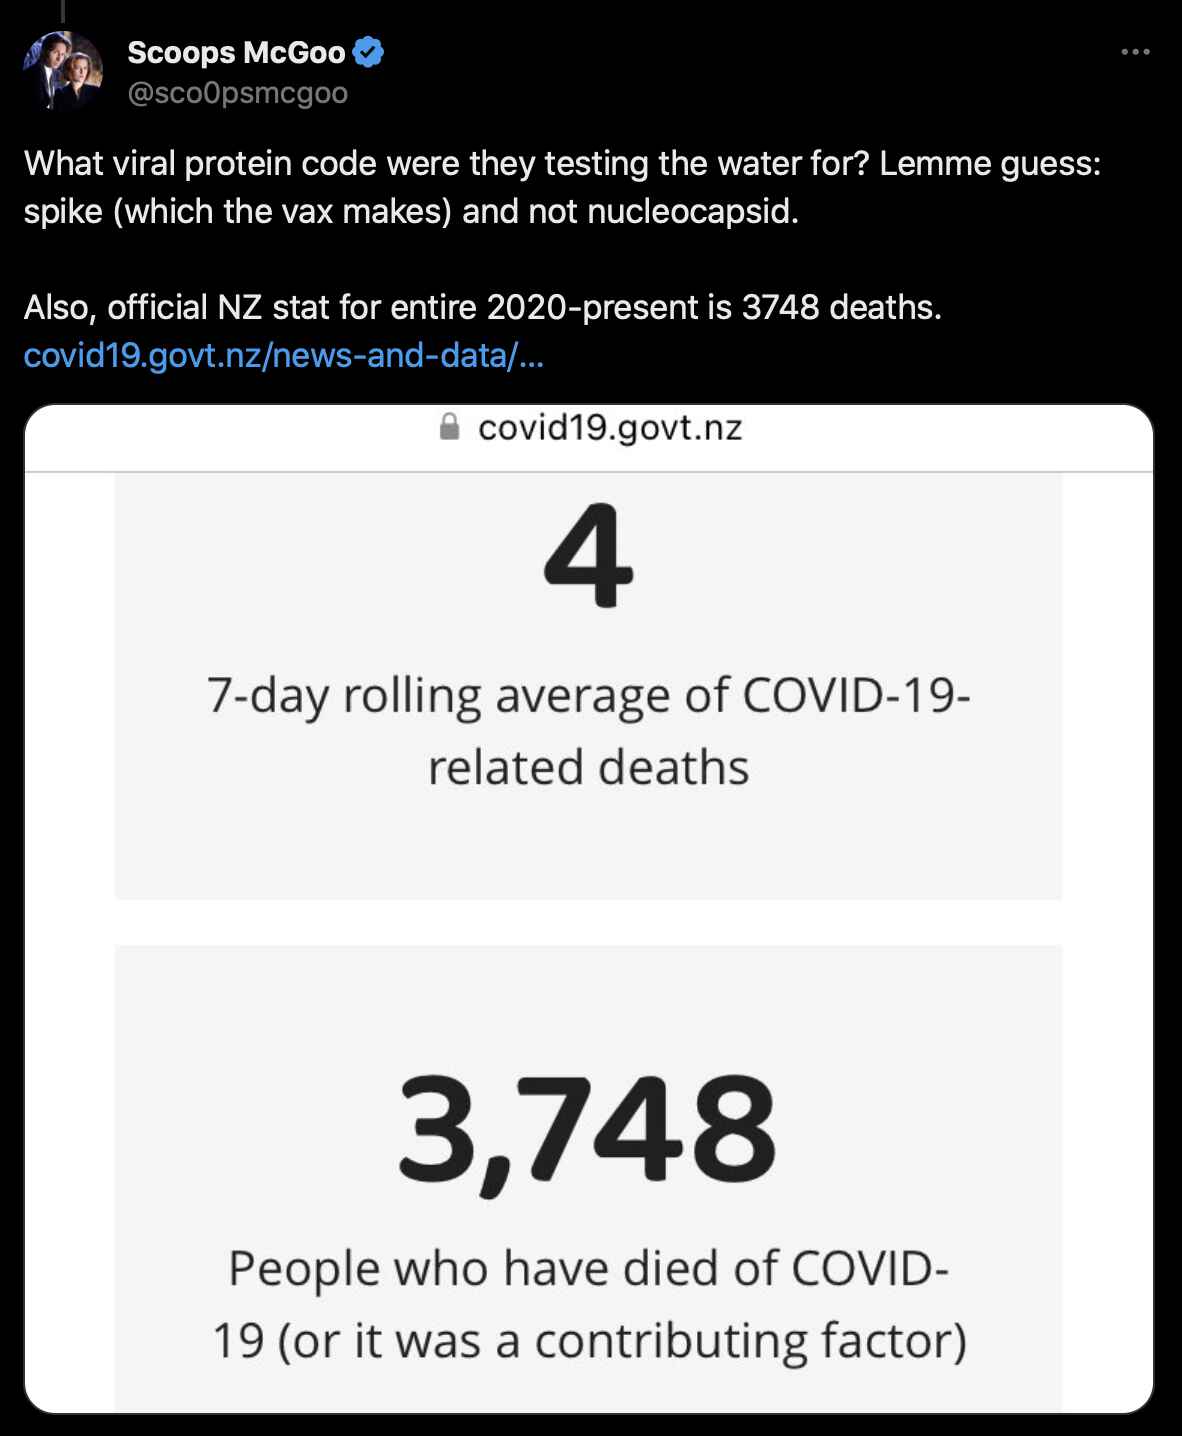 Scoops McGoo
@sco0psmcgoo
What viral protein code were they testing the water for? Lemme guess:
spike (which the vax makes) and not nucleocapsid.
Also, official NZ stat for entire 2020-present is 3748 deaths.
covid19.govt.nz/news-and-data/...
covid19.govt.nz
4
7-day rolling average of COVID-19-
related deaths
3,748
People who have died of COVID-
19 (or it was a contributing factor)